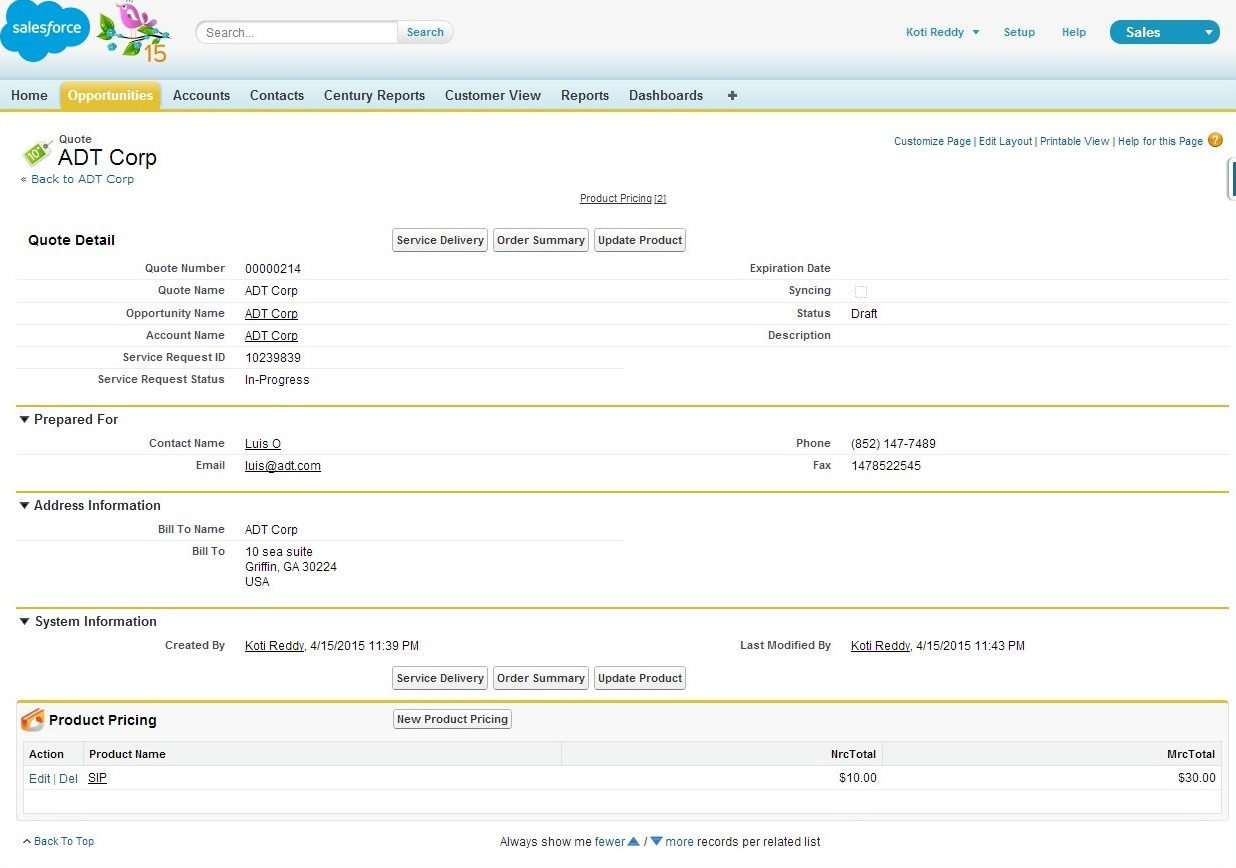 salesforce
15
Search...
Search
Koti Reddy
Setup
Help
Sales
Home
Opportunities
Accounts
Contacts
Century Reports
Customer View
Reports
Dashboards
+
10%
Quote
ADT Corp
« Back to ADT Corp
Customize Page | Edit Layout | Printable View | Help for this Page ?
Product Pricing [2]
Quote Detail
Service Delivery
Order Summary
Update Product
Quote Number 00000214
Expiration Date
Quote Name ADT Corp
Syncing
Opportunity Name ADT Corp
Status Draft
Account Name ADT Corp
Description
Service Request ID 10239839
Service Request Status In-Progress
Prepared For
Contact Name Luis O
Phone (852) 147-7489
Email luis@adt.com
Fax 1478522545
Address Information
Bill To Name ADT Corp
Bill To 10 sea suite
Griffin, GA 30224
USA
System Information
Created By Koti Reddy, 4/15/2015 11:39 PM
Last Modified By Koti Reddy, 4/15/2015 11:43 PM
Service Delivery
Order Summary
Update Product
Product Pricing
New Product Pricing
Action Product Name NrcTotal MrcTotal
Edit | Del SIP $10.00 $30.00
Back To Top
Always show me fewer / more records per related list